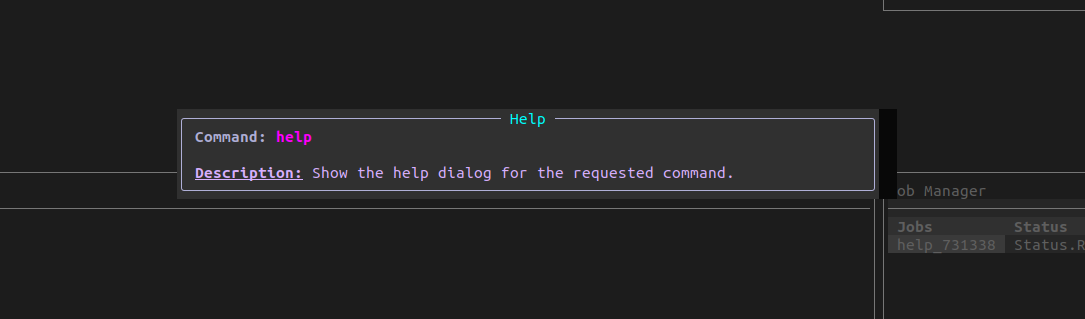 Help
Command: help
Description: Show the help dialog for the requested command.
ob Manager
Jobs Status
help_731338 Status.R